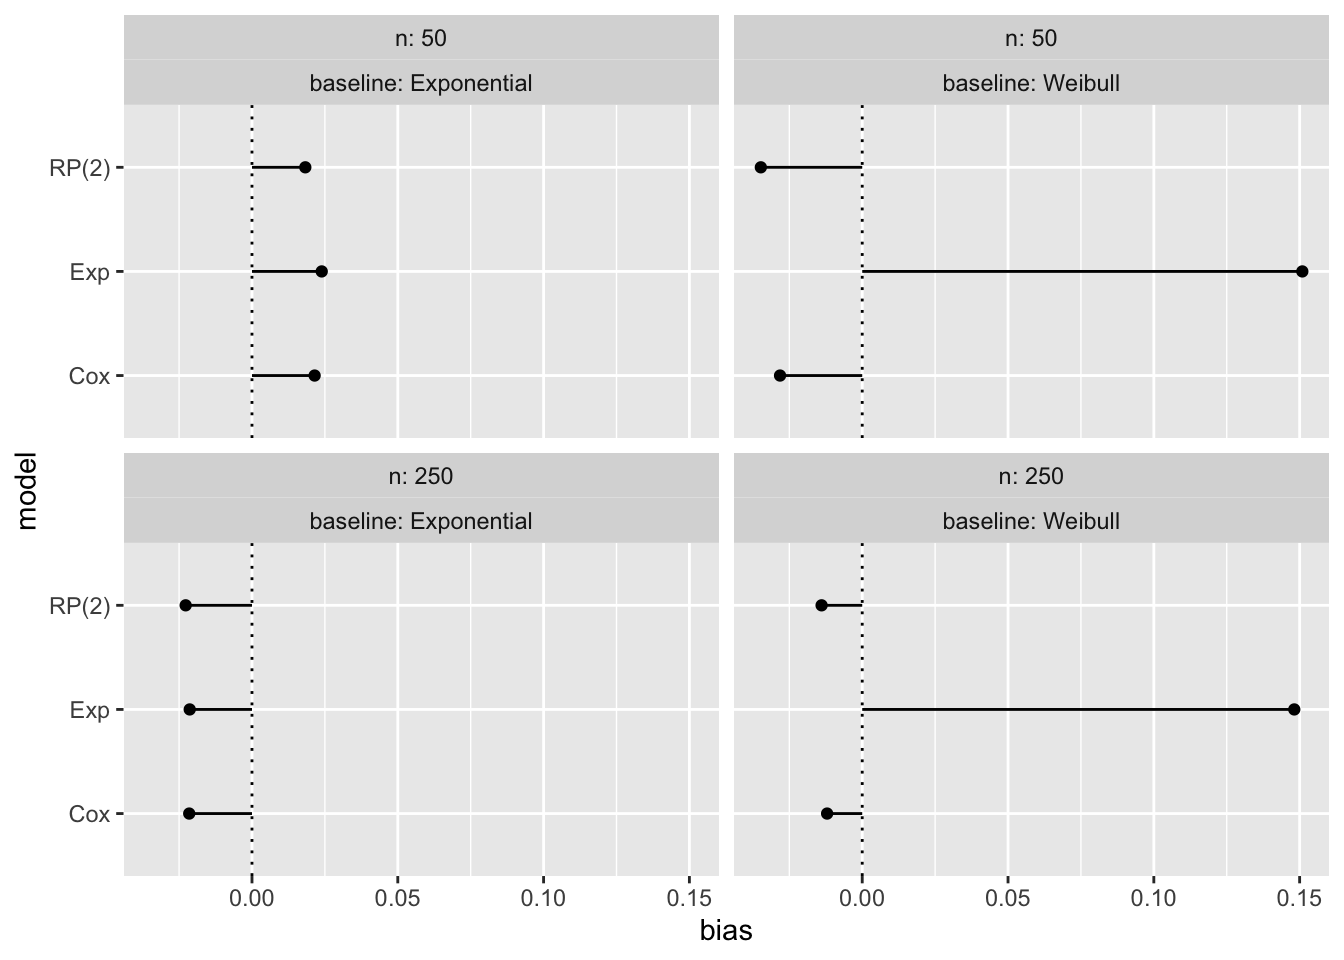 n: 50
n: 50
baseline: Exponential
baseline: Weibull
RP(2)
Exp
Cox
n: 250
n: 250
baseline: Exponential
baseline: Weibull
RP(2)
Exp
Cox
0.00 0.05 0.10 0.15
0.00 0.05 0.10 0.15
bias
model